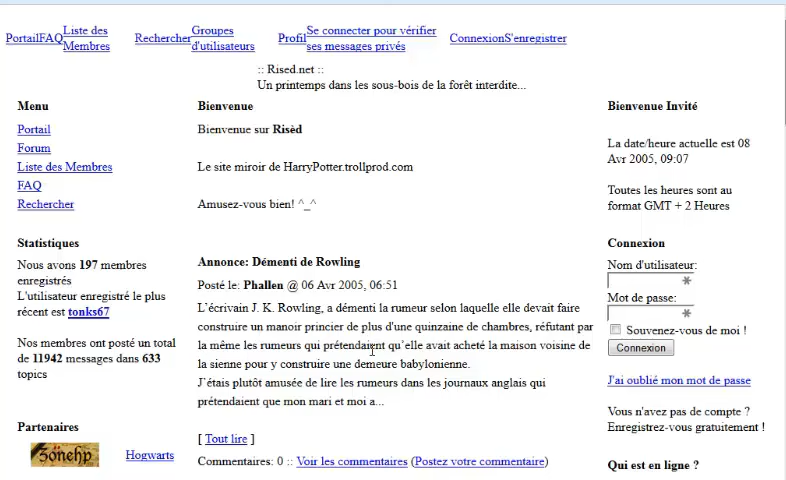 PortailFAQ Liste des Membres Rechercher Groupes d'utilisateurs Profil Se connecter pour vérifier ses messages privés ConnexionS'enregistrer
:: Rised.net ::
Un printemps dans les sous-bois de la forêt interdite...
Menu
Portail
Forum
Liste des Membres
FAQ
Rechercher
Statistiques
Nous avons 197 membres
enregistrés
L'utilisateur enregistré le plus
récent est tonks67
Nos membres ont posté un total
de 11942 messages dans 633
topics
Partenaires
zonehp
Hogwarts
Bienvenue
Bienvenue sur Risèd
Le site miroir de HarryPotter.trollprod.com
Amusez-vous bien! ^_^
Annonce: Démenti de Rowling
Posté le: Phallen @ 06 Avr 2005, 06:51
L'écrivain J. K. Rowling, a démenti la rumeur selon laquelle elle devait faire
construire un manoir princier de plus d'une quinzaine de chambres, réfutant par
la même les rumeurs qui prétendaient qu'elle avait acheté la maison voisine de
la sienne pour y construire une demeure babylonienne.
J'étais plutôt amusée de lire les rumeurs dans les journaux anglais qui
prétendaient que mon mari et moi a...
[ Tout lire ]
Commentaires: 0 :: Voir les commentaires (Postez votre commentaire)
Bienvenue Invité
La date/heure actuelle est 08
Avr 2005, 09:07
Toutes les heures sont au
format GMT + 2 Heures
Connexion
Nom d'utilisateur:
Mot de passe:
Souvenez-vous de moi !
Connexion
J'ai oublié mon mot de passe
Vous n'avez pas de compte ?
Enregistrez-vous gratuitement !
Qui est en ligne ?